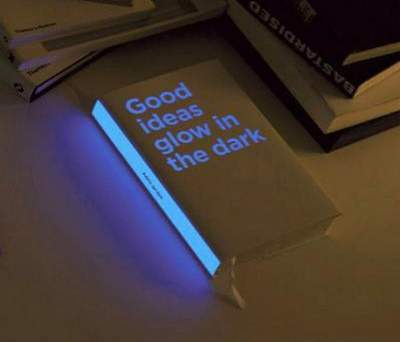 Good
ideas
glow in
the dark
BASTARDISED